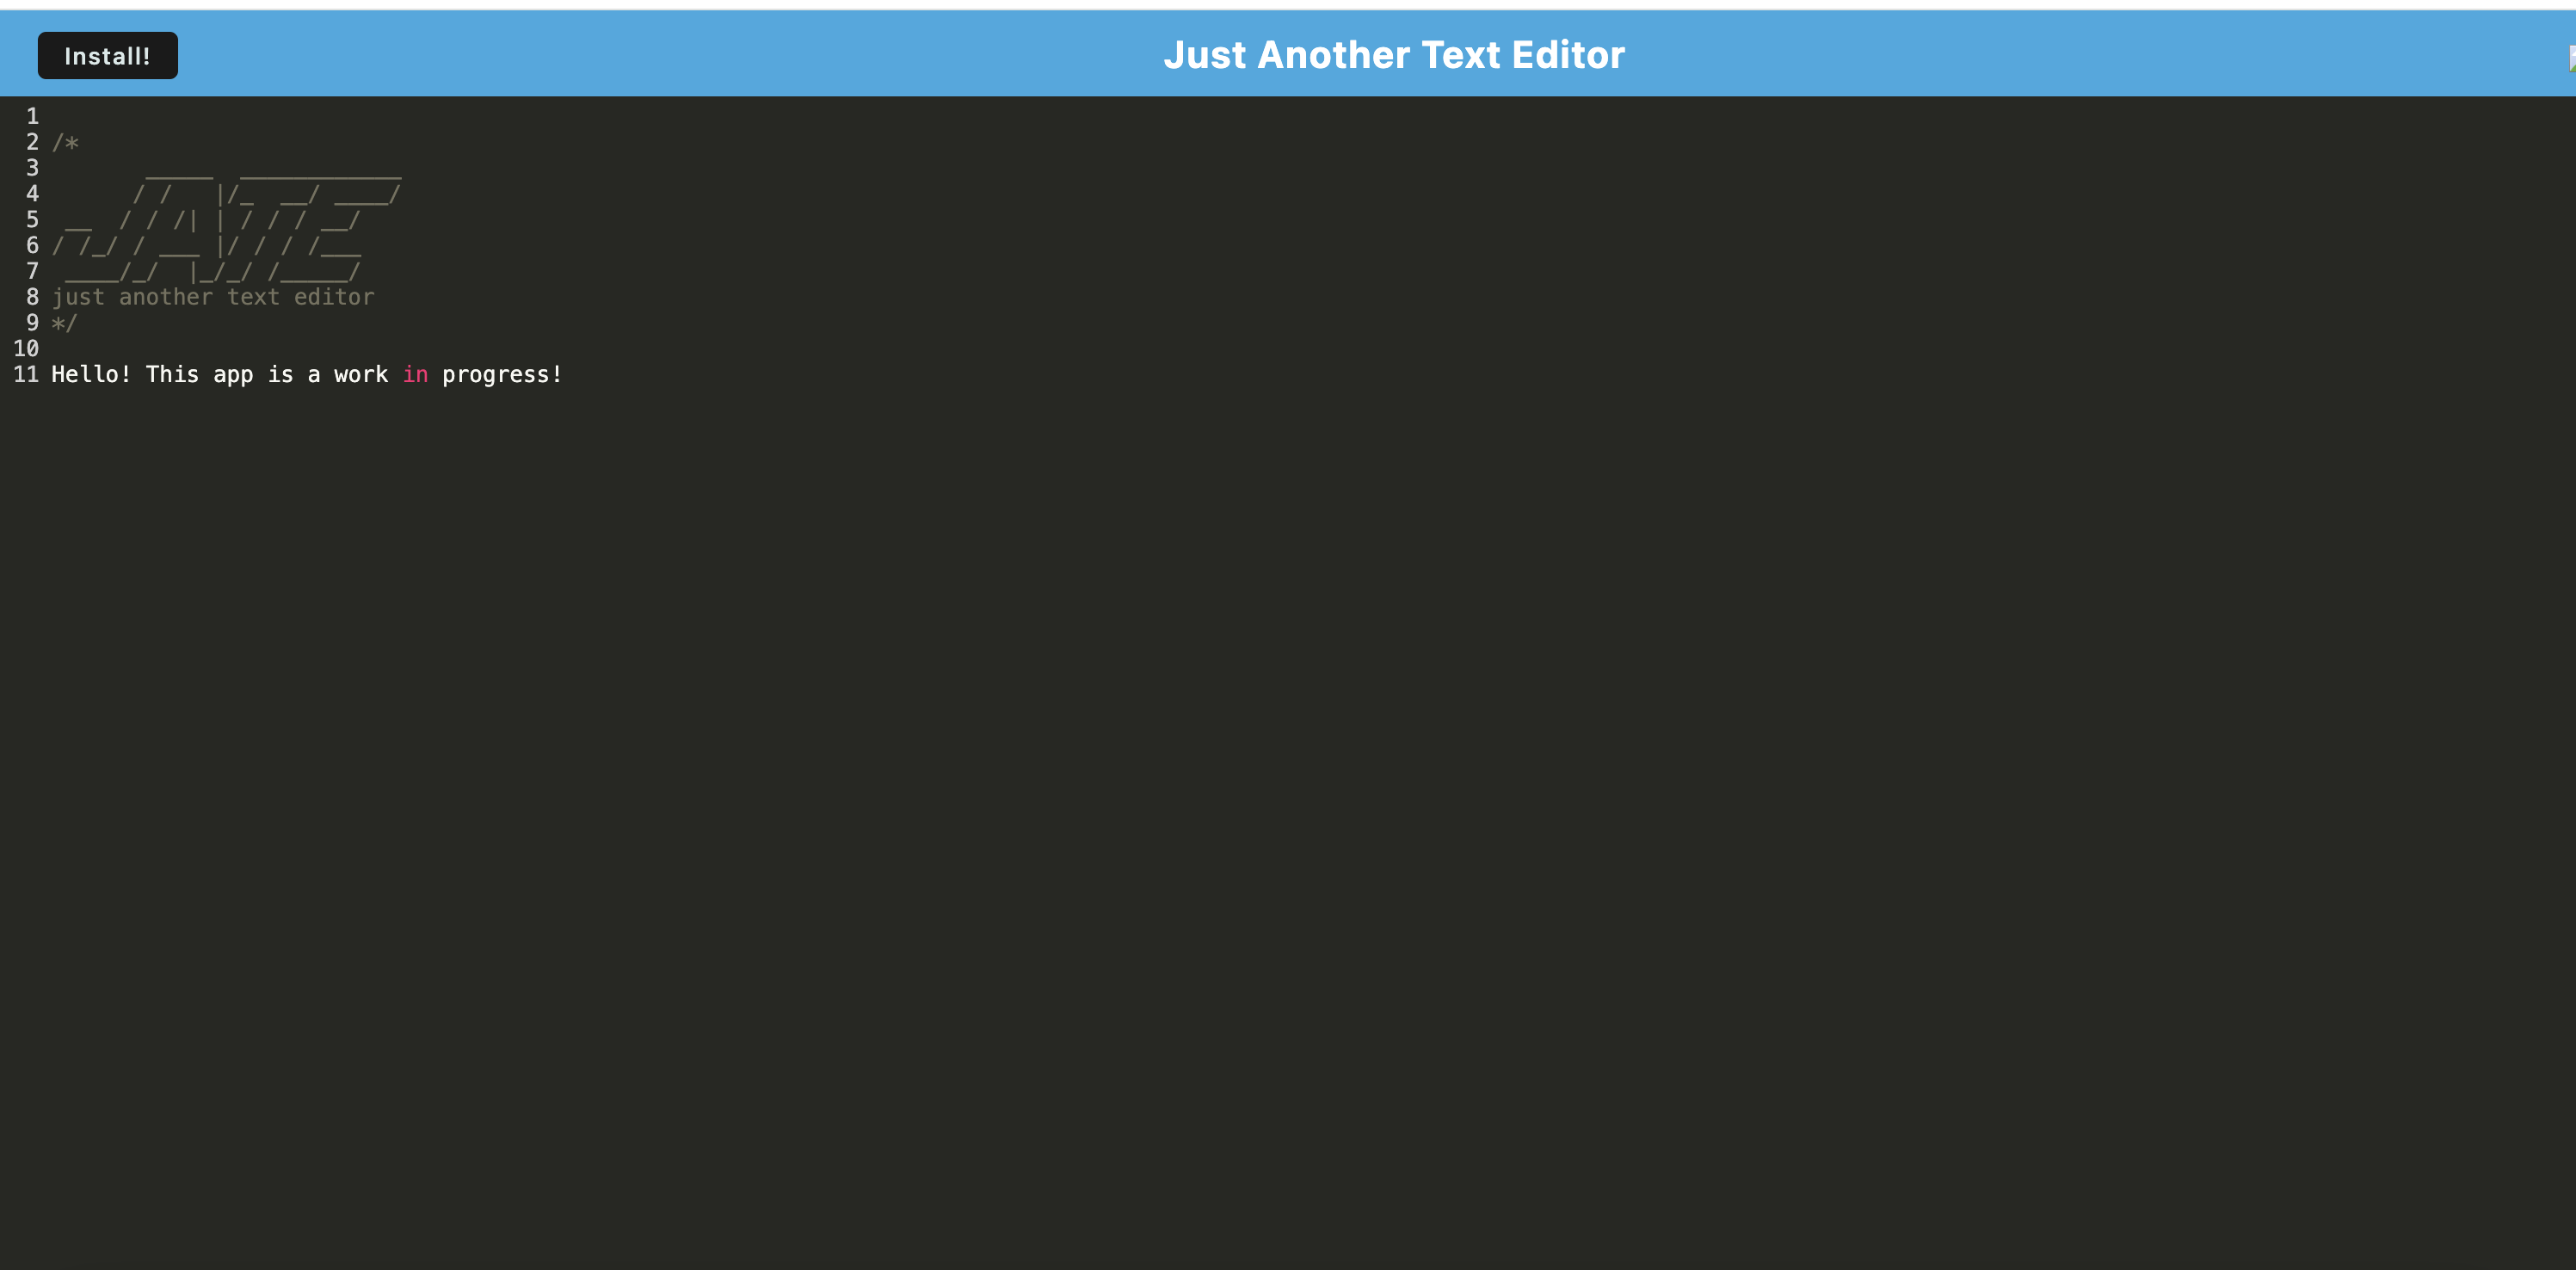 Install!
Just Another Text Editor
1
2 /*
3        _____  ____________
4       / /   |/_  __/ ____/
5  __  / / /| | / / / __/
6 / /_/ / ___ |/ / / /___
7  ____/_/  |_/_/ /_____/
8 just another text editor
9 */
10
11 Hello! This app is a work in progress!